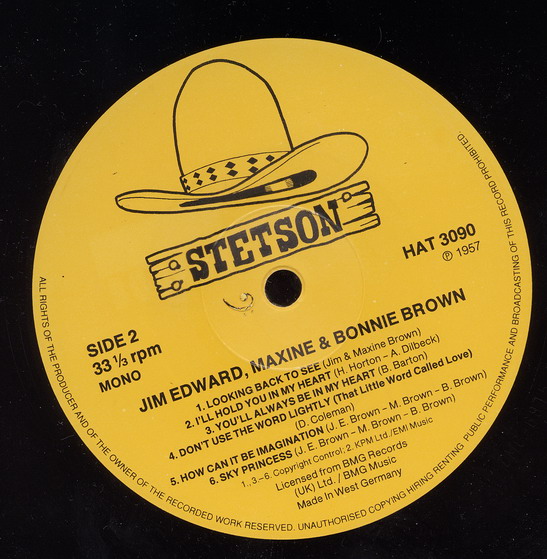 STETSON
HAT 3090
Ⓟ 1957
SIDE 2
33 ⅓ rpm
MONO
JIM EDWARD, MAXINE & BONNIE BROWN
1. LOOKING BACK TO SEE (Jim & Maxine Brown)
2. I'LL HOLD YOU IN MY HEART (H. Horton – A. Dilbeck)
3. YOU'LL ALWAYS BE IN MY HEART (B. Barton)
4. DON'T USE THE WORD LIGHTLY (That Little Word Called Love)
(D. Coleman)
5. HOW CAN IT BE IMAGINATION (J. E. Brown – M. Brown – B. Brown)
6. SKY PRINCESS (J. E. Brown – M. Brown – B. Brown)
1., 3.–6. Copyright Control; 2. KPM Ltd./EMI Music
Licensed from BMG Records
(UK) Ltd. / BMG Music
Made In West Germany
ALL RIGHTS OF THE PRODUCER AND OF THE OWNER OF THE RECORDED WORK RESERVED. UNAUTHORISED COPYING HIRING RENTING PUBLIC PERFORMANCE AND BROADCASTING OF THIS RECORD PROHIBITED.